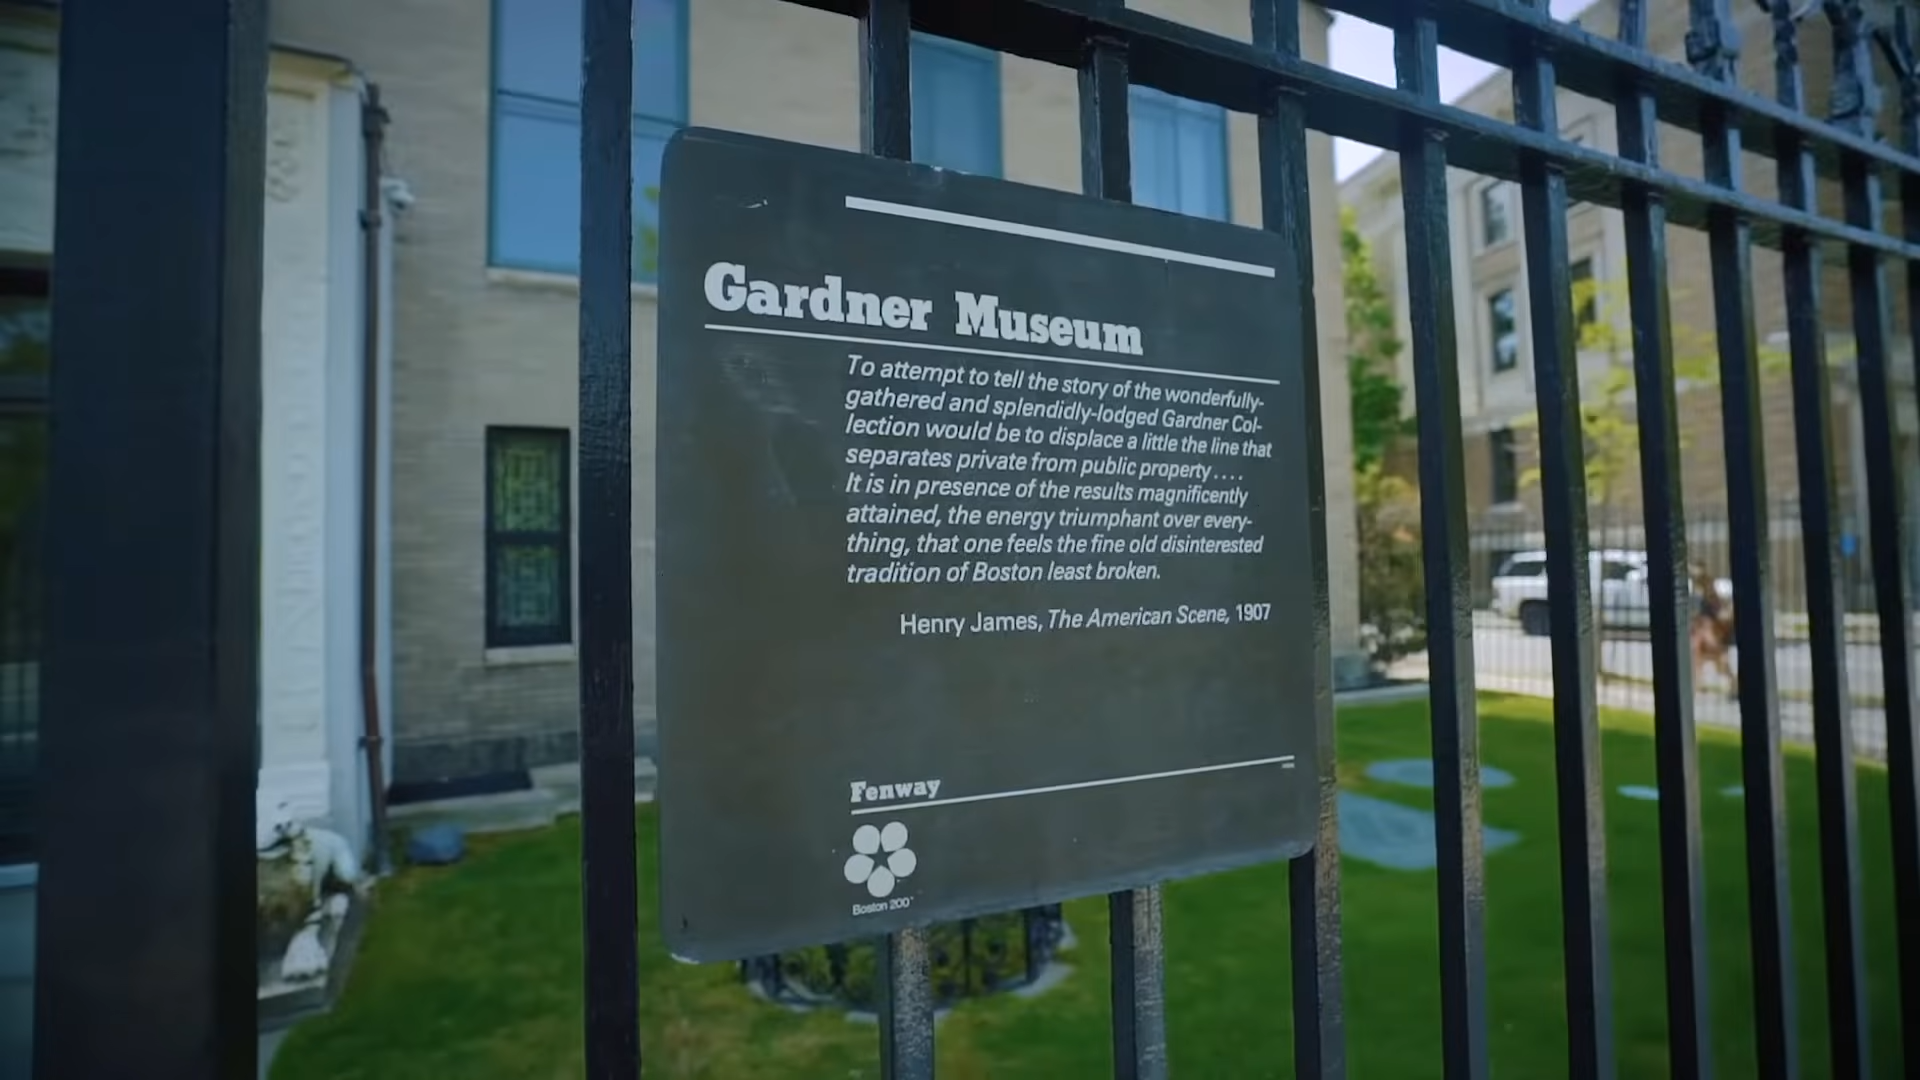 Gardner Museum
To attempt to tell the story of the wonderfully-
gathered and splendidly-lodged Gardner Col-
lection would be to displace a little the line that
separates private from public property....
It is in presence of the results magnificently
attained, the energy triumphant over every-
thing, that one feels the fine old disinterested
tradition of Boston least broken.
Henry James, The American Scene, 1907
Fenway
Boston 200